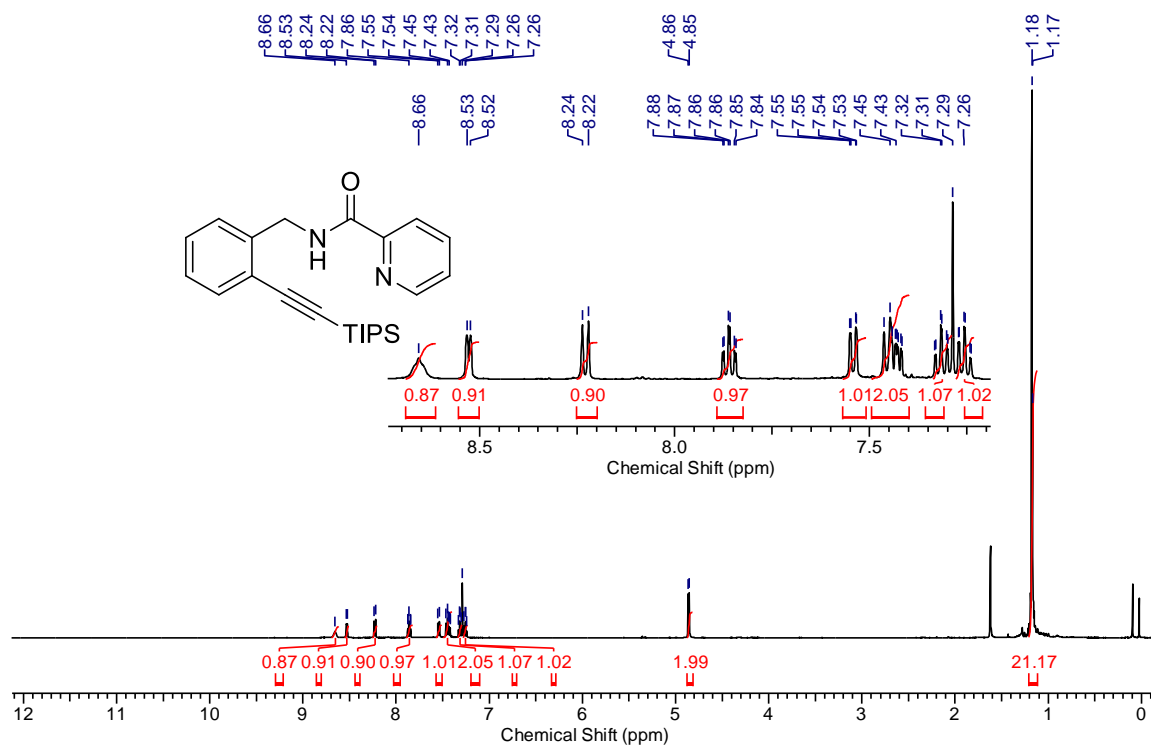 8.66 8.53 8.24 8.22 7.86 7.55 7.54 7.45 7.43 7.32 7.31 7.29 7.26 7.26 4.86 4.85 1.18 1.17
8.66 8.53 8.52 8.24 8.22 7.88 7.87 7.86 7.86 7.85 7.84 7.55 7.55 7.54 7.53 7.45 7.43 7.32 7.31 7.29 7.26
O
N
H
N
TIPS
0.87 0.91 0.90 0.97 1.01 2.05 1.07 1.02
8.5 8.0 7.5
Chemical Shift (ppm)
0.87 0.91 0.90 0.97 1.01 2.05 1.07 1.02 1.99 21.17
12 11 10 9 8 7 6 5 4 3 2 1 0
Chemical Shift (ppm)